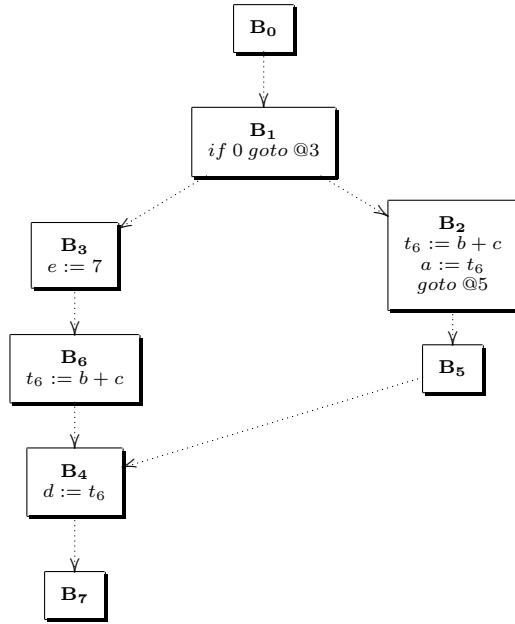 B₀
B₁
if 0 goto @3
B₂
t₆ := b + c
a := t₆
goto @5
B₃
e := 7
B₆
t₆ := b + c
B₅
B₄
d := t₆
B₇